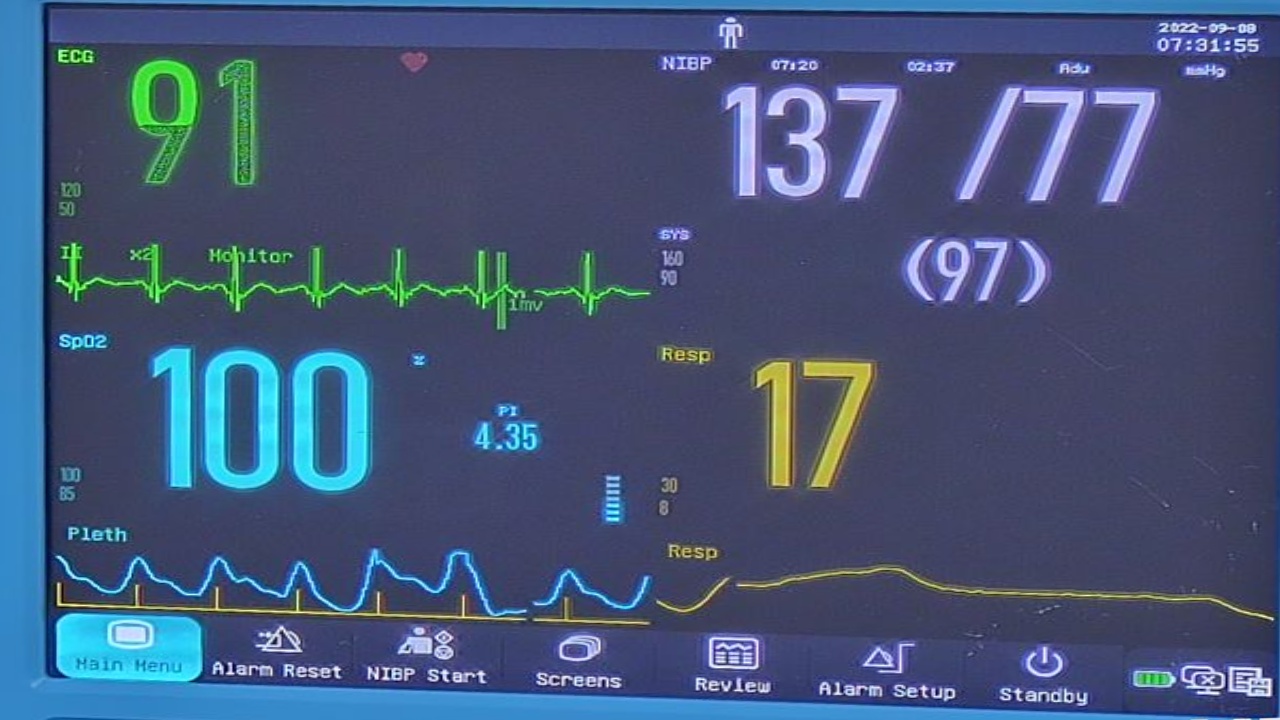 2022-09-08
07:31:55
ECG
91
120
50
II x2 Monitor
1mv
NIBP 07:20 02:37 Adu mmHg
137 /77
SYS
160
90
(97)
SpO2
100
%
PI
4.35
100
85
Pleth
Resp
17
30
8
Resp
Main Menu
Alarm Reset
NIBP Start
Screens
Review
Alarm Setup
Standby